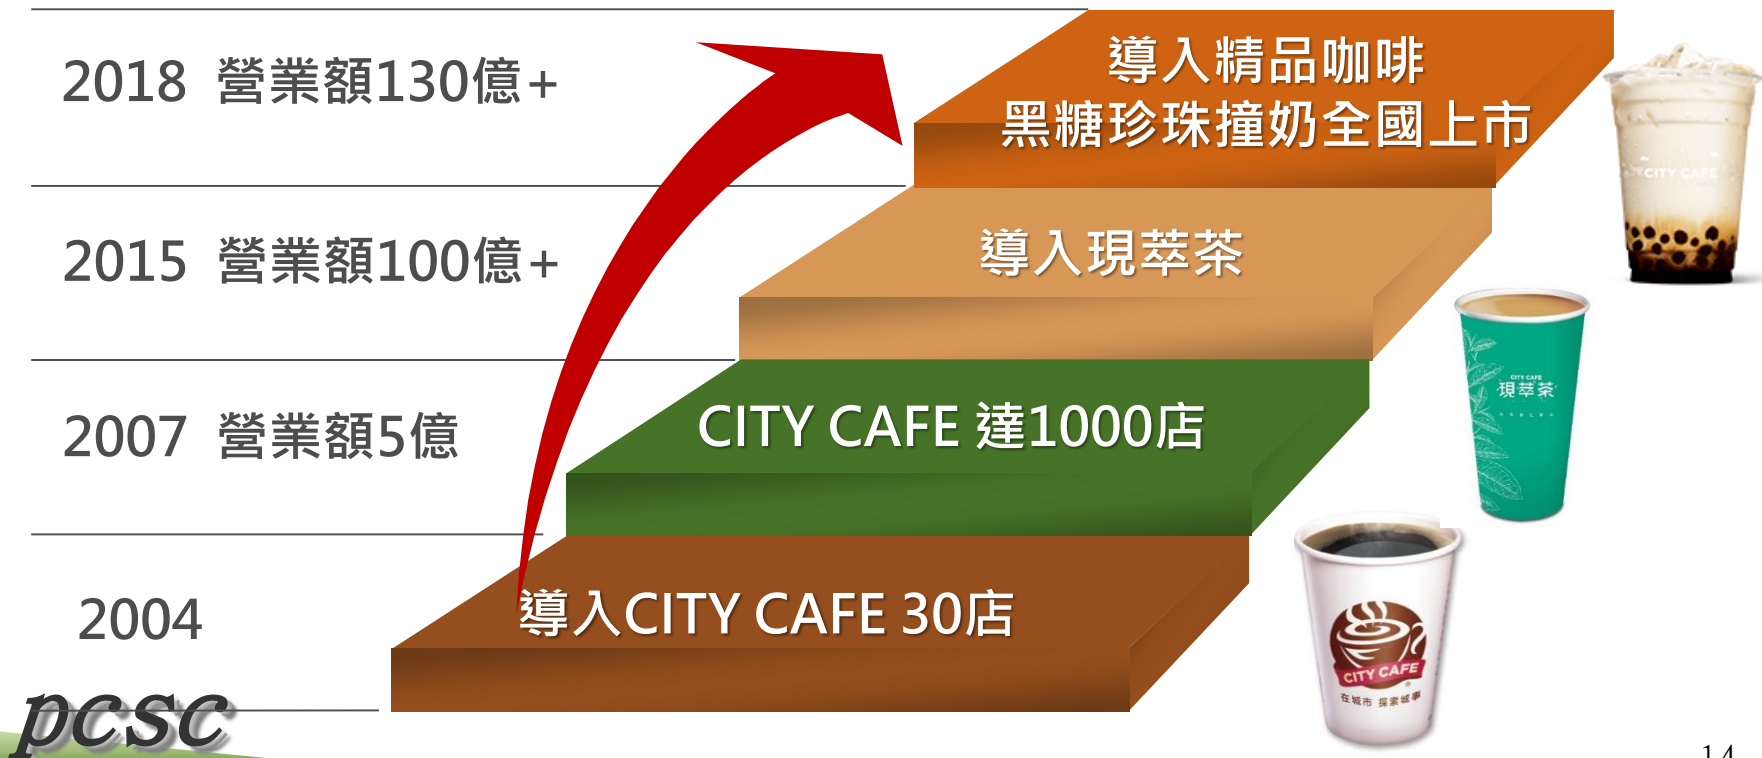 2018 營業額130億+
導入精品咖啡
黑糖珍珠撞奶全國上市
CITY CAFE
2015 營業額100億+
導入現萃茶
CITY CAFE
現萃茶
2007 營業額5億
CITY CAFE 達1000店
2004
導入CITY CAFE 30店
CITY CAFE
在城市 探索城事
pcsc
14